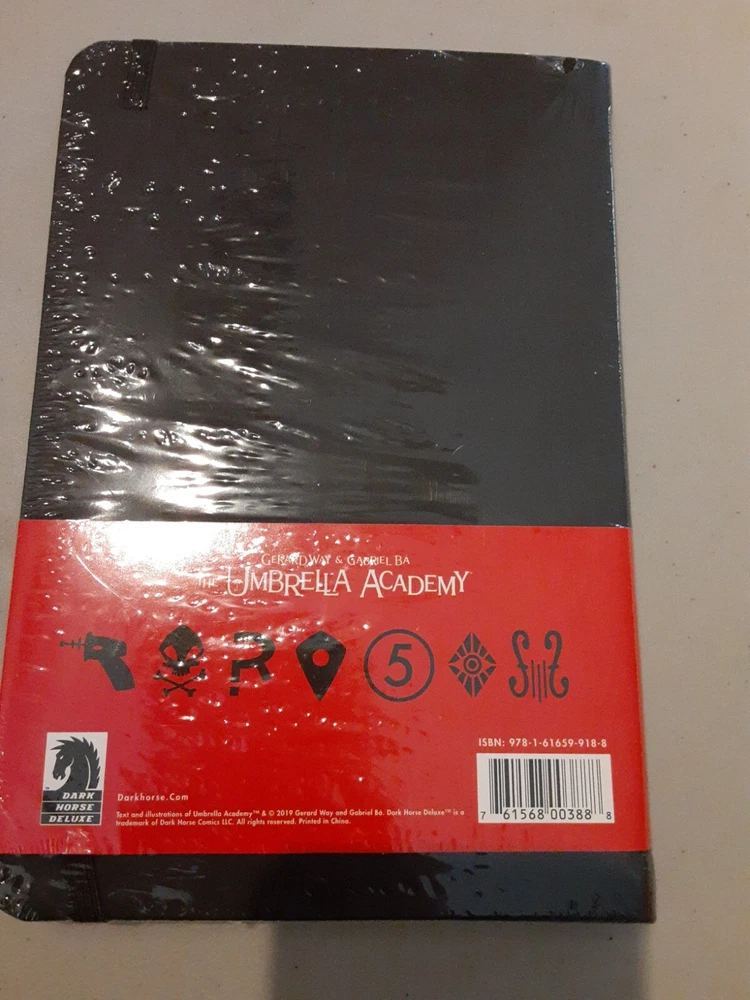 GERARD WAY & GABRIEL BÁ
THE UMBRELLA ACADEMY™
R
5
ISBN: 978-1-61659-918-8
DARK
HORSE
DELUXE™
Darkhorse.Com
Text and illustrations of Umbrella Academy™ & © 2019 Gerard Way and Gabriel Bá. Dark Horse Deluxe™ is a
trademark of Dark Horse Comics LLC. All rights reserved. Printed in China.
7 61568 00388 8